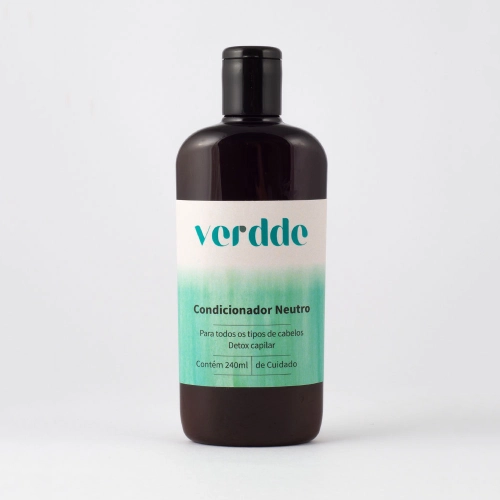 verdde
Condicionador Neutro
Para todos os tipos de cabelos
Detox capilar
Contém 240ml | de Cuidado